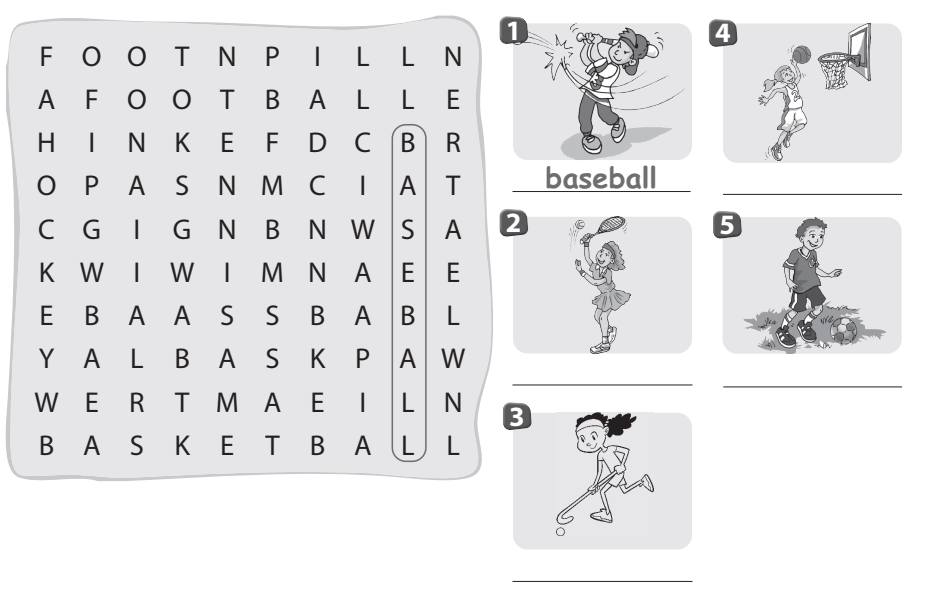 F O O T N P I L L N
A F O O T B A L L E
H I N K E F D C B R
O P A S N M C I A T
C G I G N B N W S A
K W I W I M N A E E
E B A A S S B A B L
Y A L B A S K P A W
W E R T M A E I L N
B A S K E T B A L L
1
baseball
2
3
4
5